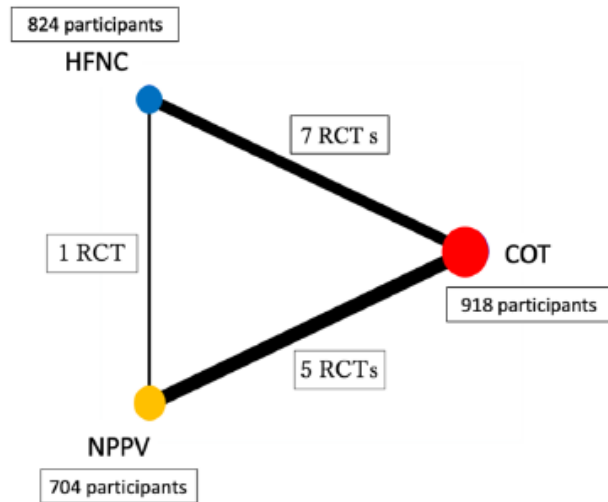 824 participants
HFNC
7 RCT s
1 RCT
COT
918 participants
5 RCTs
NPPV
704 participants